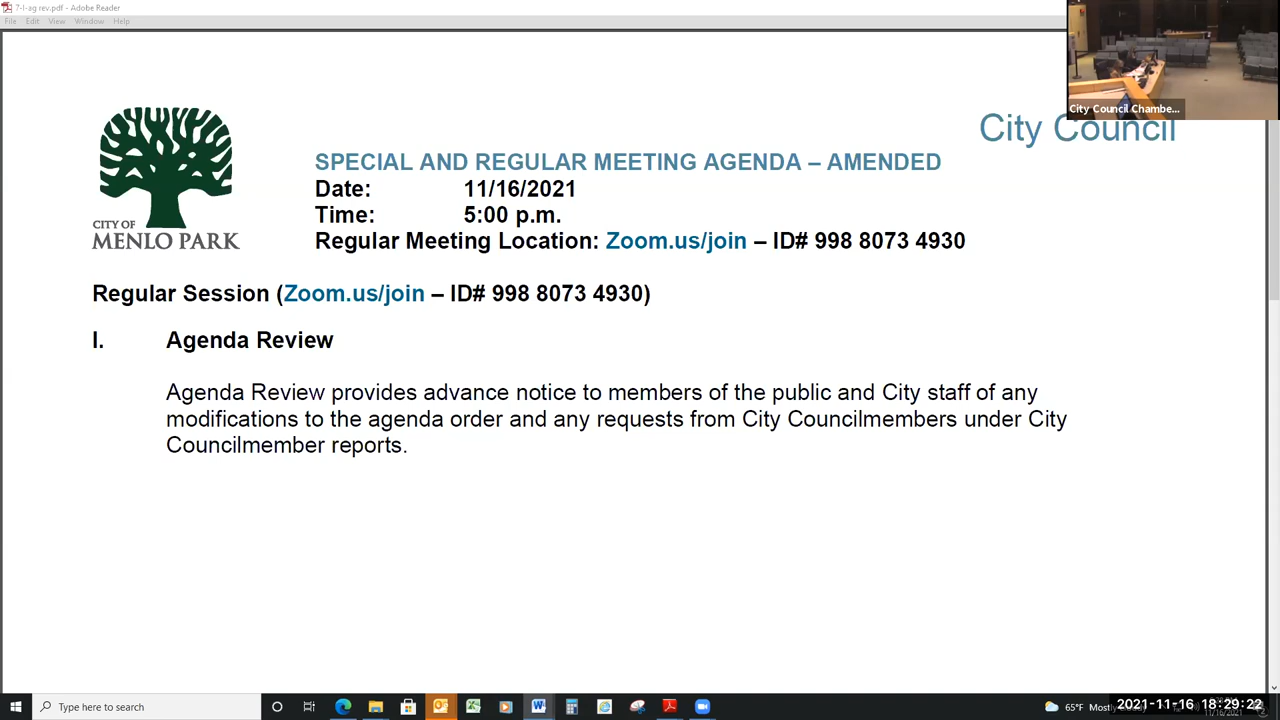 7-I-ag rev.pdf - Adobe Reader
File Edit View Window Help
City Council Chambe...
City Council
SPECIAL AND REGULAR MEETING AGENDA – AMENDED
Date: 11/16/2021
Time: 5:00 p.m.
Regular Meeting Location: Zoom.us/join – ID# 998 8073 4930
CITY OF
MENLO PARK
Regular Session (Zoom.us/join – ID# 998 8073 4930)
I. Agenda Review
Agenda Review provides advance notice to members of the public and City staff of any
modifications to the agenda order and any requests from City Councilmembers under City
Councilmember reports.
Type here to search
65°F
2021-11-16 18:29:22
11/16/2021